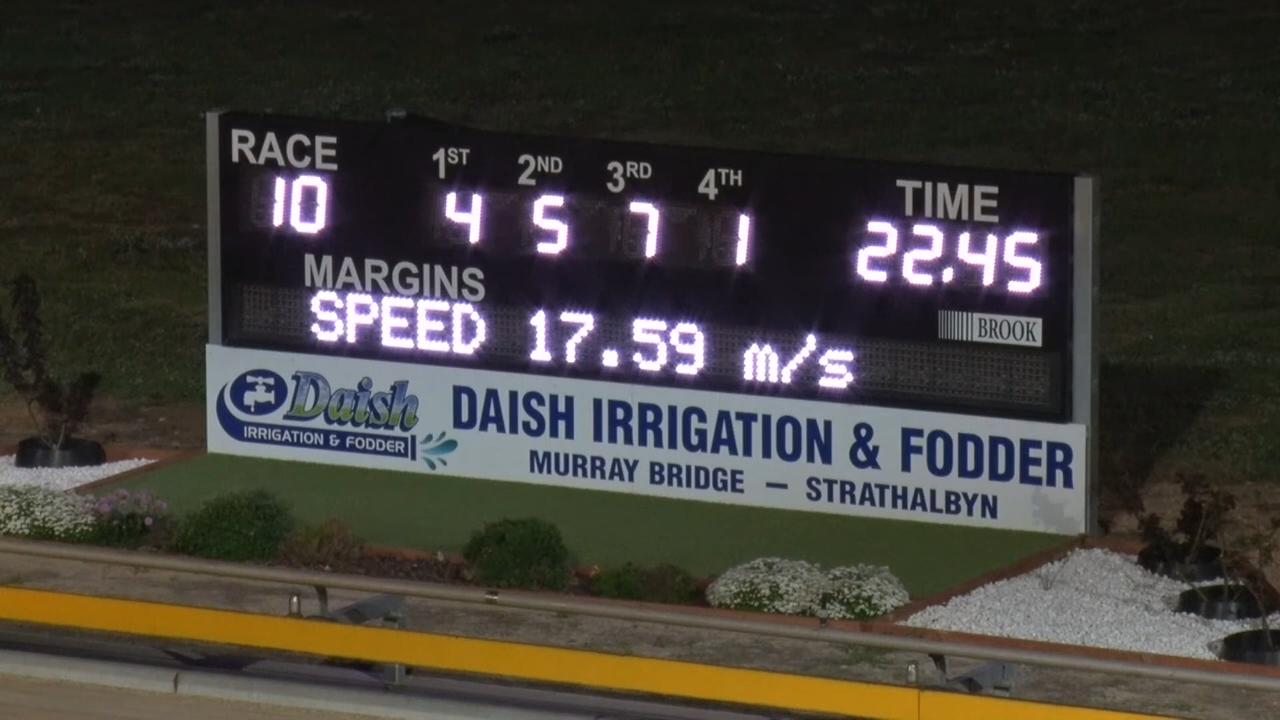 RACE 1ST 2ND 3RD 4TH TIME
10 4 5 7 1 22.45
MARGINS
SPEED 17.59 m/s
BROOK
Daish
IRRIGATION & FODDER
DAISH IRRIGATION & FODDER
MURRAY BRIDGE — STRATHALBYN